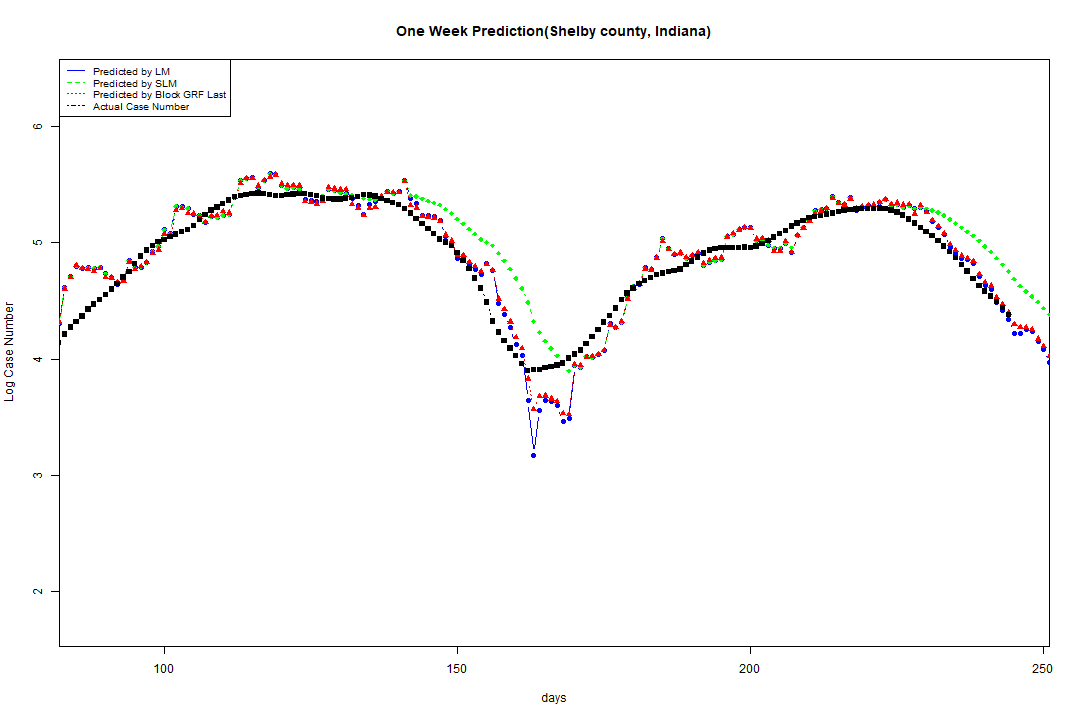 One Week Prediction(Shelby county, Indiana)
Predicted by LM
Predicted by SLM
Predicted by Block GRF Last
Actual Case Number
Log Case Number
6
5
4
3
2
100
150
200
250
days